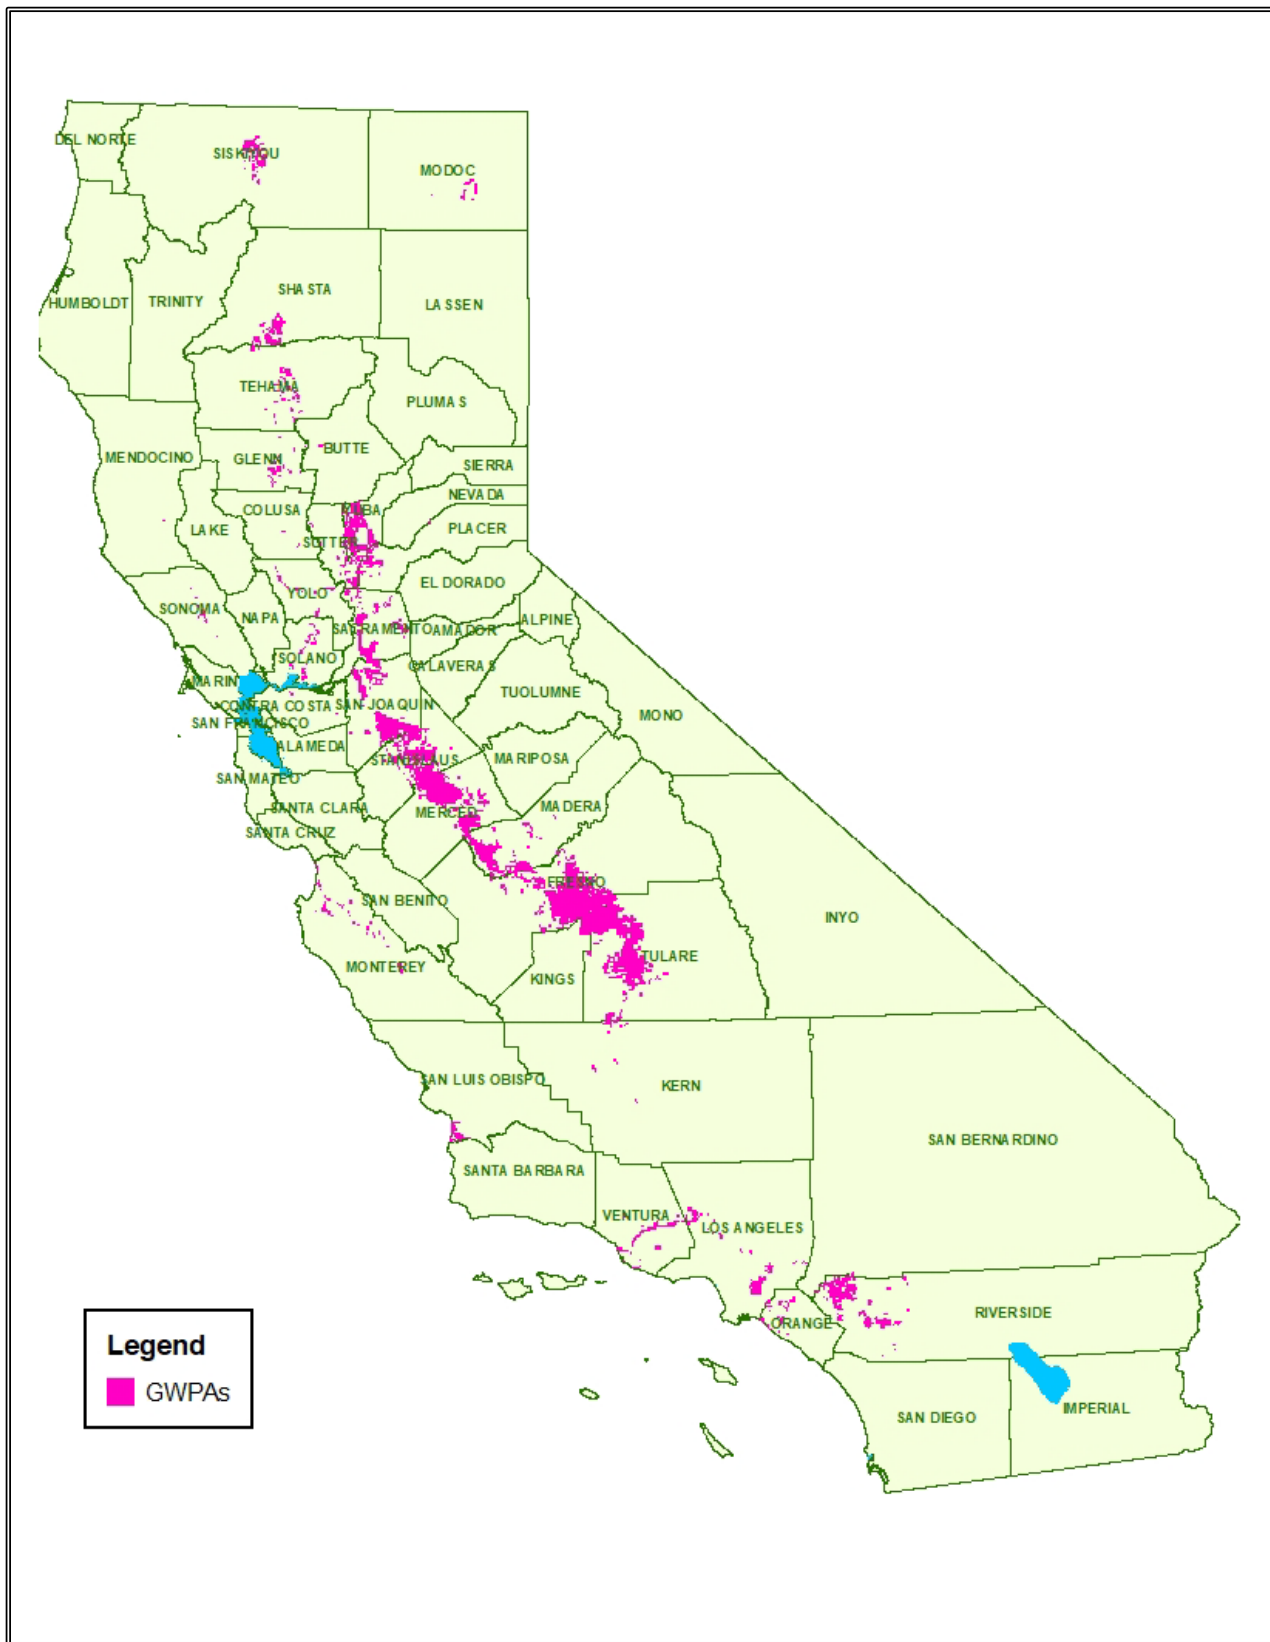 DEL NORTE
SISKIYOU
MODOC
HUMBOLDT
TRINITY
SHASTA
LASSEN
TEHAMA
PLUMAS
MENDOCINO
GLENN
BUTTE
SIERRA
NEVADA
COLUSA
YUBA
LAKE
PLACER
SUTTER
EL DORADO
YOLO
SONOMA
NAPA
ALPINE
SACRAMENTO
AMADOR
SOLANO
CALAVERAS
MARIN
TUOLUMNE
CONTRA COSTA
SAN JOAQUIN
MONO
SAN FRANCISCO
ALAMEDA
STANISLAUS
MARIPOSA
SAN MATEO
SANTA CLARA
MERCED
MADERA
SANTA CRUZ
FRESNO
SAN BENITO
INYO
MONTEREY
TULARE
KINGS
SAN LUIS OBISPO
KERN
SAN BERNARDINO
SANTA BARBARA
VENTURA
LOS ANGELES
RIVERSIDE
ORANGE
Legend
GWPAs
IMPERIAL
SAN DIEGO